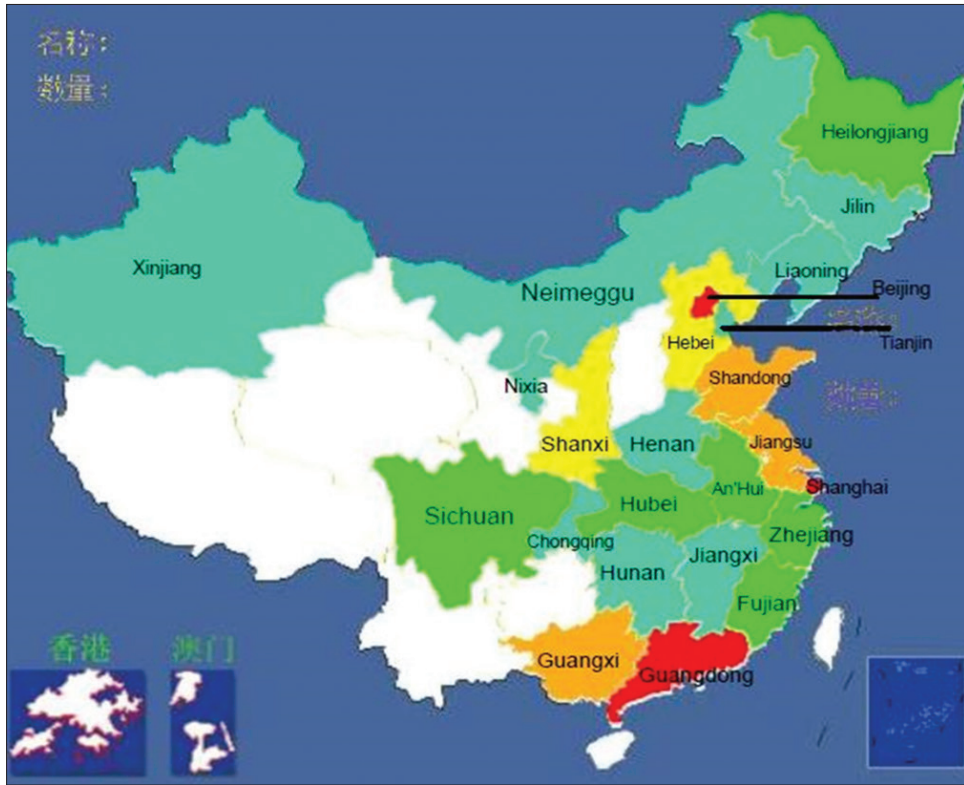 名称：
数量：
Heilongjiang
Jilin
Xinjiang
Liaoning
Neimeggu
Beijing
Hebei
Tianjin
Shandong
Nixia
Shanxi
Henan
Jiangsu
An'Hui
Shanghai
Sichuan
Hubei
Zhejiang
Chongqing
Jiangxi
Hunan
Fujian
香港
澳门
Guangxi
Guangdong